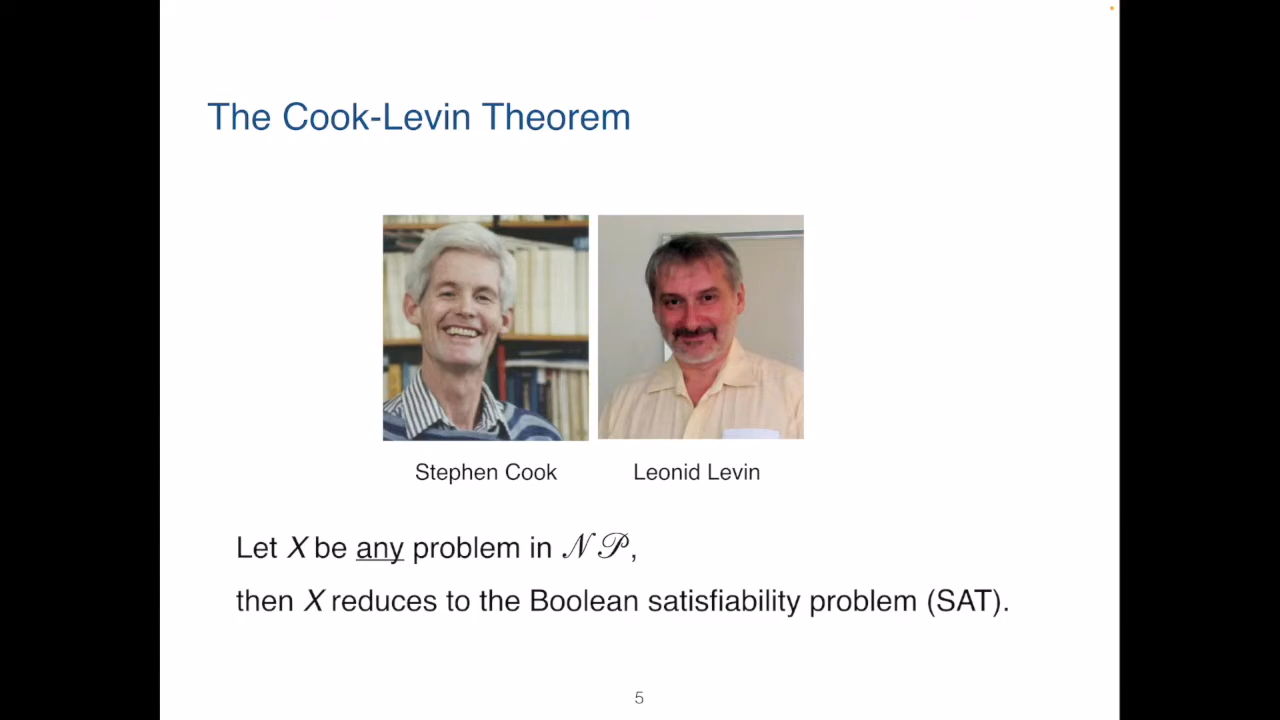 The Cook-Levin Theorem
Stephen Cook
Leonid Levin
Let X be any problem in 𝒩𝒫,
then X reduces to the Boolean satisfiability problem (SAT).
5